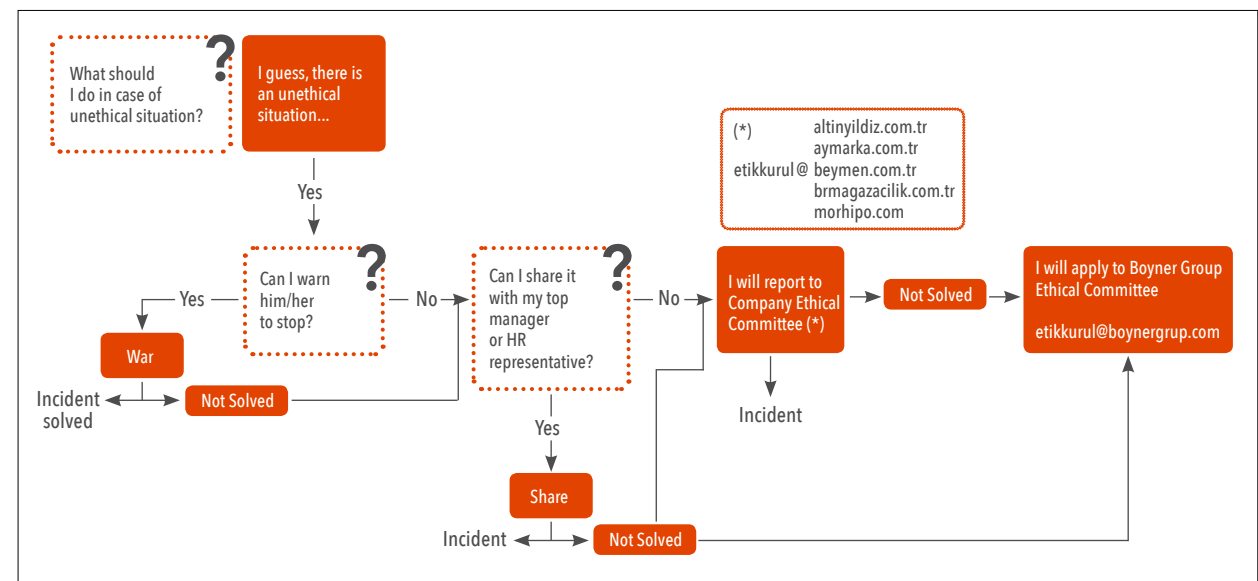 ?
What should
I do in case of
unethical situation?
I guess, there is
an unethical
situation...
Yes
(*)
altinyildiz.com.tr
aymarka.com.tr
etikkurul@ beymen.com.tr
brmagazacilik.com.tr
morhipo.com
?
Can I warn
him/her
to stop?
Yes
No
War
Incident
solved
Not Solved
?
Can I share it
with my top
manager
or HR
representative?
No
Yes
Share
Incident
Not Solved
I will report to
Company Ethical
Committee (*)
Incident
Not Solved
I will apply to Boyner Group
Ethical Committee
etikkurul@boynergrup.com